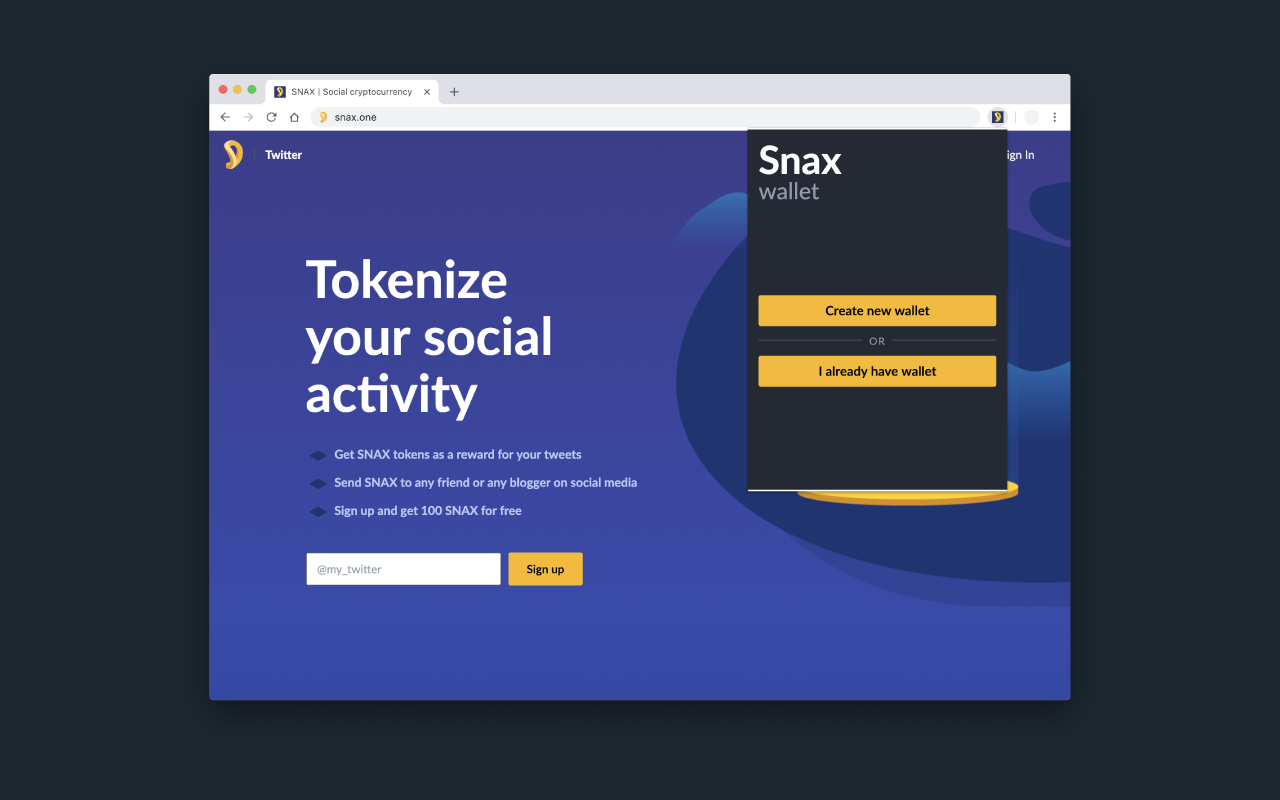 SNAX | Social cryptocurrency
snax.one
Twitter
ign In
Snax
wallet
Create new wallet
OR
I already have wallet
Tokenize
your social
activity
Get SNAX tokens as a reward for your tweets
Send SNAX to any friend or any blogger on social media
Sign up and get 100 SNAX for free
@my_twitter
Sign up